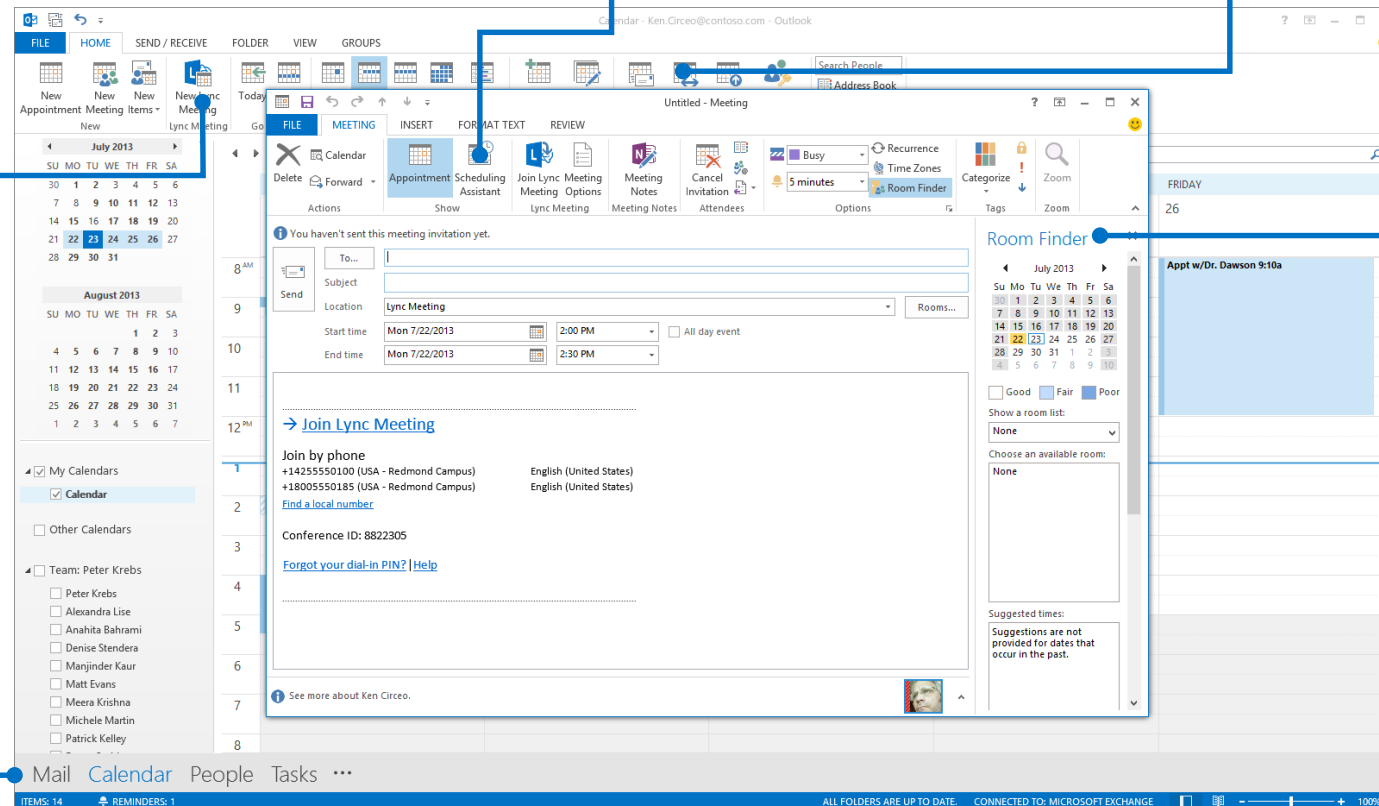 Calendar - Ken.Circeo@contoso.com - Outlook
FILE HOME SEND / RECEIVE FOLDER VIEW GROUPS
New Appointment
New Meeting
New Items
New Lync Meeting
Today
Search People
Address Book
New
Lync Meeting
Go
July 2013
SU MO TU WE TH FR SA
30 1 2 3 4 5 6
7 8 9 10 11 12 13
14 15 16 17 18 19 20
21 22 23 24 25 26 27
28 29 30 31
August 2013
SU MO TU WE TH FR SA
1 2 3
4 5 6 7 8 9 10
11 12 13 14 15 16 17
18 19 20 21 22 23 24
25 26 27 28 29 30 31
1 2 3 4 5 6 7
My Calendars
Calendar
Other Calendars
Team: Peter Krebs
Peter Krebs
Alexandra Lise
Anahita Bahrami
Denise Stendera
Manjinder Kaur
Matt Evans
Meera Krishna
Michele Martin
Patrick Kelley
8 AM
9
10
11
12 PM
1
2
3
4
5
6
7
8
Untitled - Meeting
FILE MEETING INSERT FORMAT TEXT REVIEW
Delete
Calendar
Forward
Actions
Appointment
Scheduling Assistant
Show
Join Lync Meeting
Meeting Options
Lync Meeting
Meeting Notes
Meeting Notes
Cancel Invitation
Attendees
Busy
5 minutes
Recurrence
Time Zones
Room Finder
Options
Categorize
Tags
Zoom
Zoom
You haven't sent this meeting invitation yet.
Send
To...
Subject
Location Lync Meeting Rooms...
Start time Mon 7/22/2013 2:00 PM All day event
End time Mon 7/22/2013 2:30 PM
→ Join Lync Meeting
Join by phone
+14255550100 (USA - Redmond Campus) English (United States)
+18005550185 (USA - Redmond Campus) English (United States)
Find a local number
Conference ID: 8822305
Forgot your dial-in PIN? | Help
See more about Ken Circeo.
Room Finder
July 2013
Su Mo Tu We Th Fr Sa
30 1 2 3 4 5 6
7 8 9 10 11 12 13
14 15 16 17 18 19 20
21 22 23 24 25 26 27
28 29 30 31 1 2 3
4 5 6 7 8 9 10
Good Fair Poor
Show a room list:
None
Choose an available room:
None
Suggested times:
Suggestions are not
provided for dates that
occur in the past.
FRIDAY
26
Appt w/Dr. Dawson 9:10a
Mail Calendar People Tasks ...
ITEMS: 14 REMINDERS: 1 ALL FOLDERS ARE UP TO DATE. CONNECTED TO: MICROSOFT EXCHANGE 100%